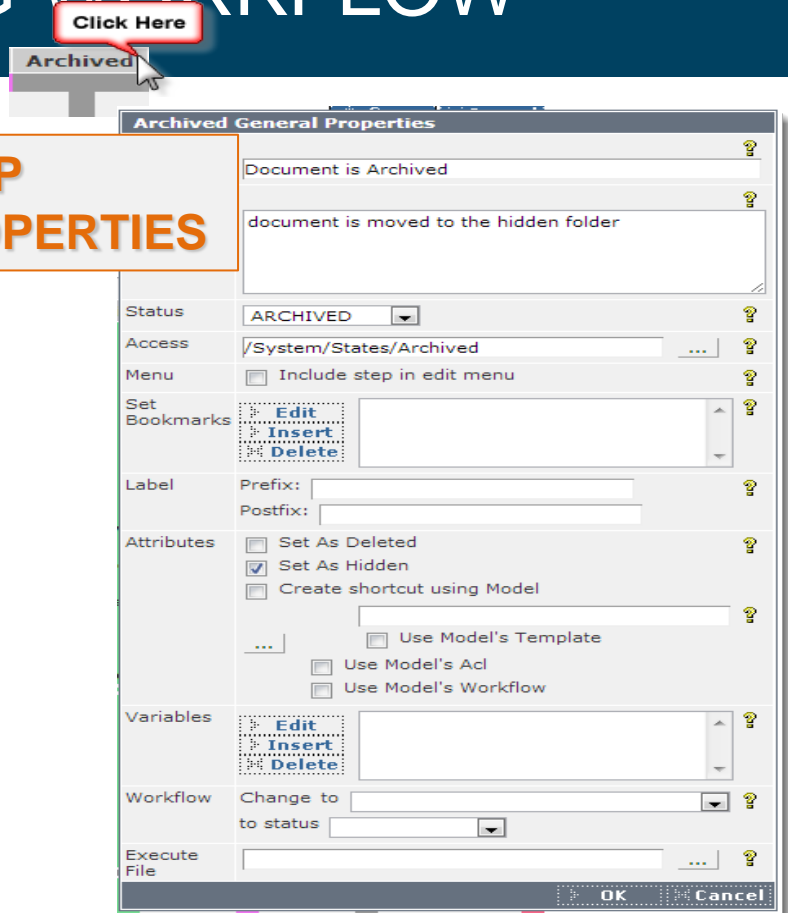 WORKFLOW
Click Here
Archived
Archived General Properties
Document is Archived
document is moved to the hidden folder
Status ARCHIVED
Access /System/States/Archived ...
Menu Include step in edit menu
Set Bookmarks
Edit
Insert
Delete
Label Prefix:
Postfix:
Attributes Set As Deleted
Set As Hidden
Create shortcut using Model
... Use Model's Template
Use Model's Acl
Use Model's Workflow
Variables
Edit
Insert
Delete
Workflow Change to
to status
Execute File ...
OK Cancel